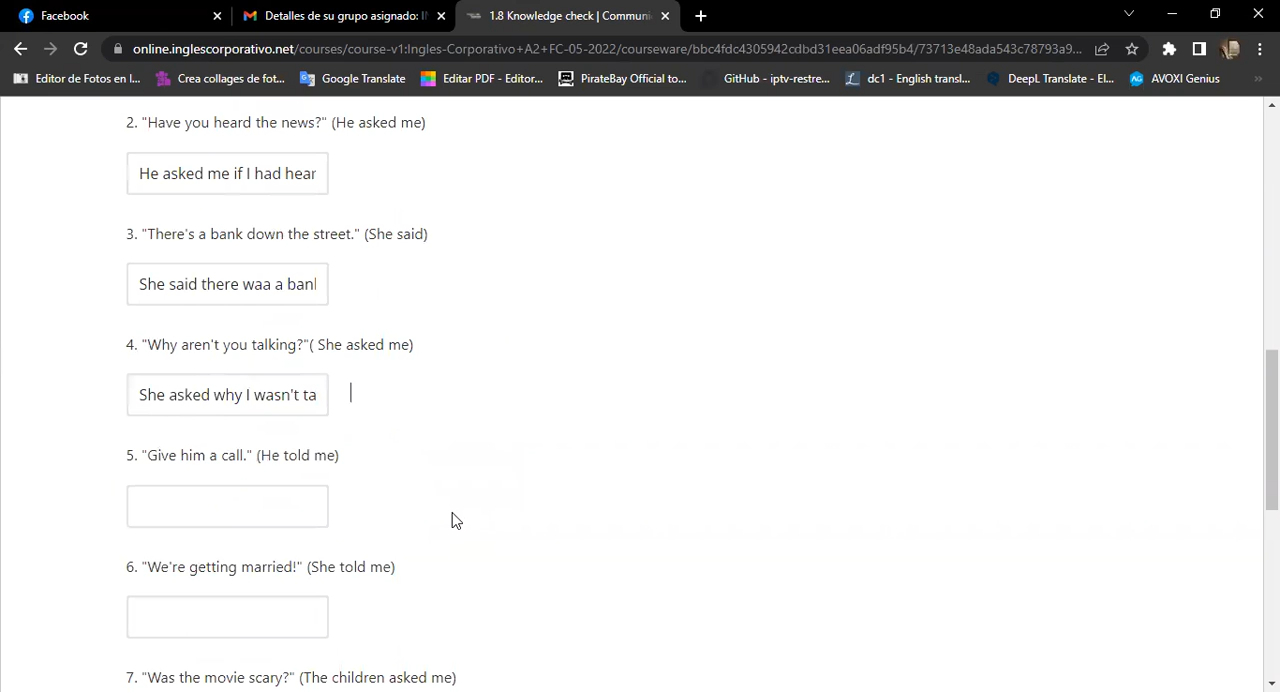 Facebook
Detalles de su grupo asignado:
1.8 Knowledge check | Communi
online.inglescorporativo.net/courses/course-v1:Ingles-Corporativo+A2+FC-05-2022/courseware/bbc4fdc4305942cdbd31eea06adf95b4/73713e48ada543c78793a9...
Editor de Fotos en l...
Crea collages de fot...
Google Translate
Editar PDF - Editor...
PirateBay Official to...
GitHub - iptv-restre...
dc1 - English transl...
DeepL Translate - El...
AVOXI Genius
2. "Have you heard the news?" (He asked me)
He asked me if I had hear
3. "There's a bank down the street." (She said)
She said there waa a bank
4. "Why aren't you talking?"( She asked me)
She asked why I wasn't ta
5. "Give him a call." (He told me)
6. "We're getting married!" (She told me)
7. "Was the movie scary?" (The children asked me)